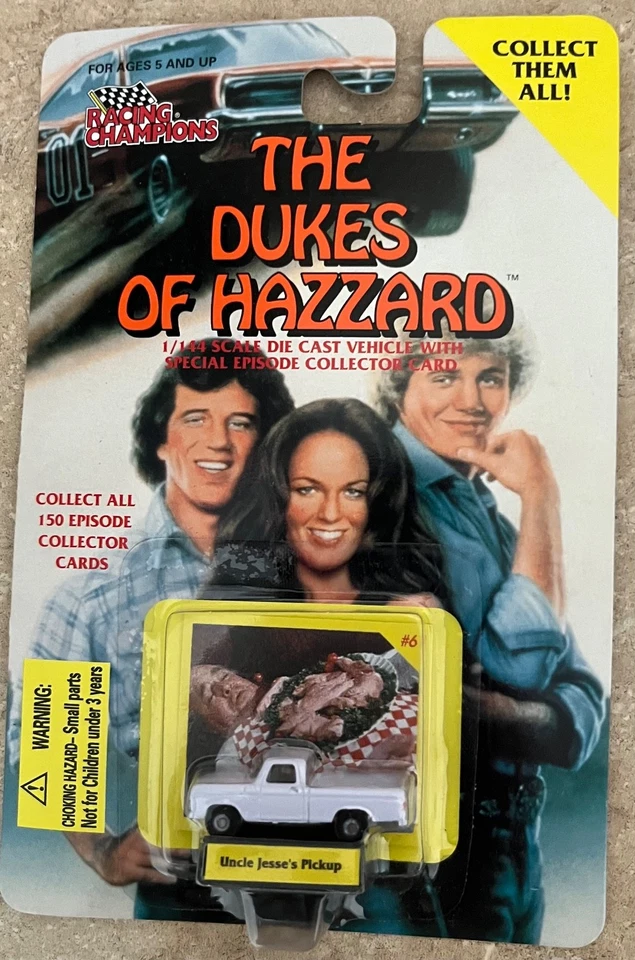 FOR AGES 5 AND UP
COLLECT
THEM
ALL!
RACING
CHAMPIONS®
01
THE
DUKES
OF HAZZARD™
1/144 SCALE DIE CAST VEHICLE WITH
SPECIAL EPISODE COLLECTOR CARD
COLLECT ALL
150 EPISODE
COLLECTOR
CARDS
#6
WARNING:
CHOKING HAZARD- Small parts
Not for Children under 3 years
Uncle Jesse's Pickup